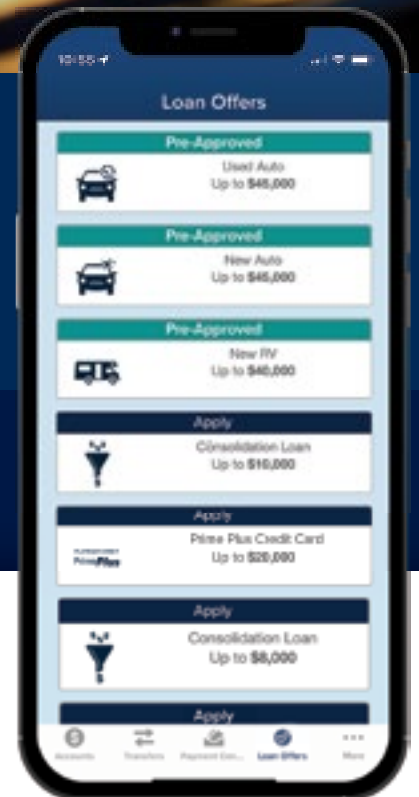 10:55
Loan Offers
Pre-Approved
Used Auto
Up to $45,000
Pre-Approved
New Auto
Up to $45,000
Pre-Approved
New RV
Up to $40,000
Apply
Consolidation Loan
Up to $10,000
Apply
Prime Plus Credit Card
Up to $20,000
PrimePlus
Apply
Consolidation Loan
Up to $8,000
Apply
Accounts Transfers Payment Cen... Loan Offers More